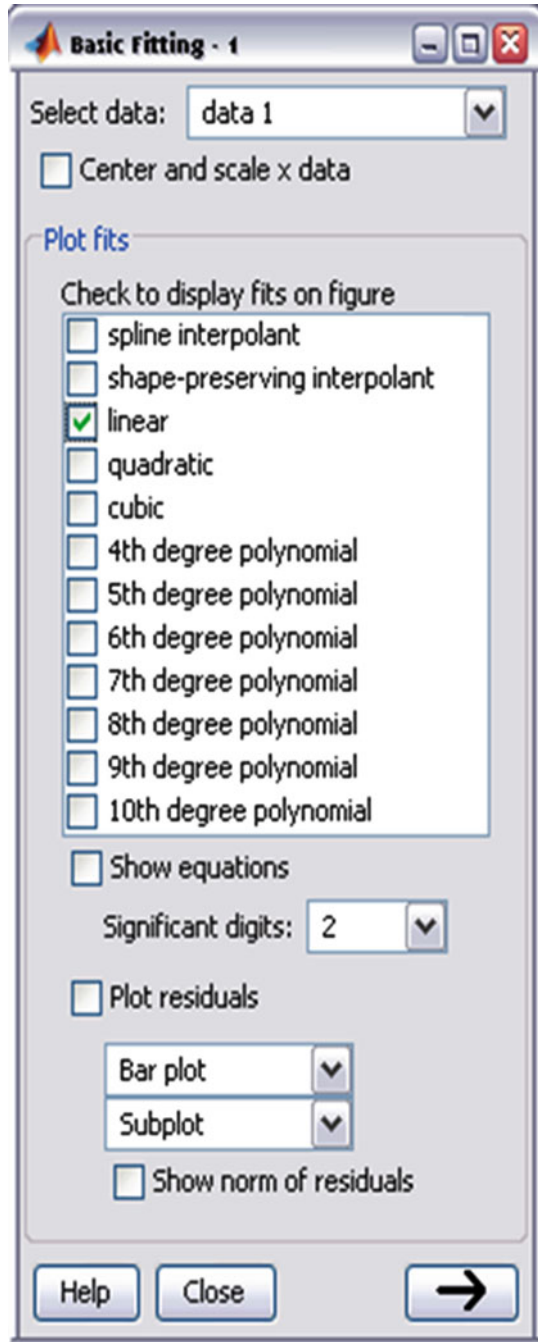 Basic Fitting - 1
Select data: data 1
Center and scale x data
Plot fits
Check to display fits on figure
spline interpolant
shape-preserving interpolant
linear
quadratic
cubic
4th degree polynomial
5th degree polynomial
6th degree polynomial
7th degree polynomial
8th degree polynomial
9th degree polynomial
10th degree polynomial
Show equations
Significant digits: 2
Plot residuals
Bar plot
Subplot
Show norm of residuals
Help Close